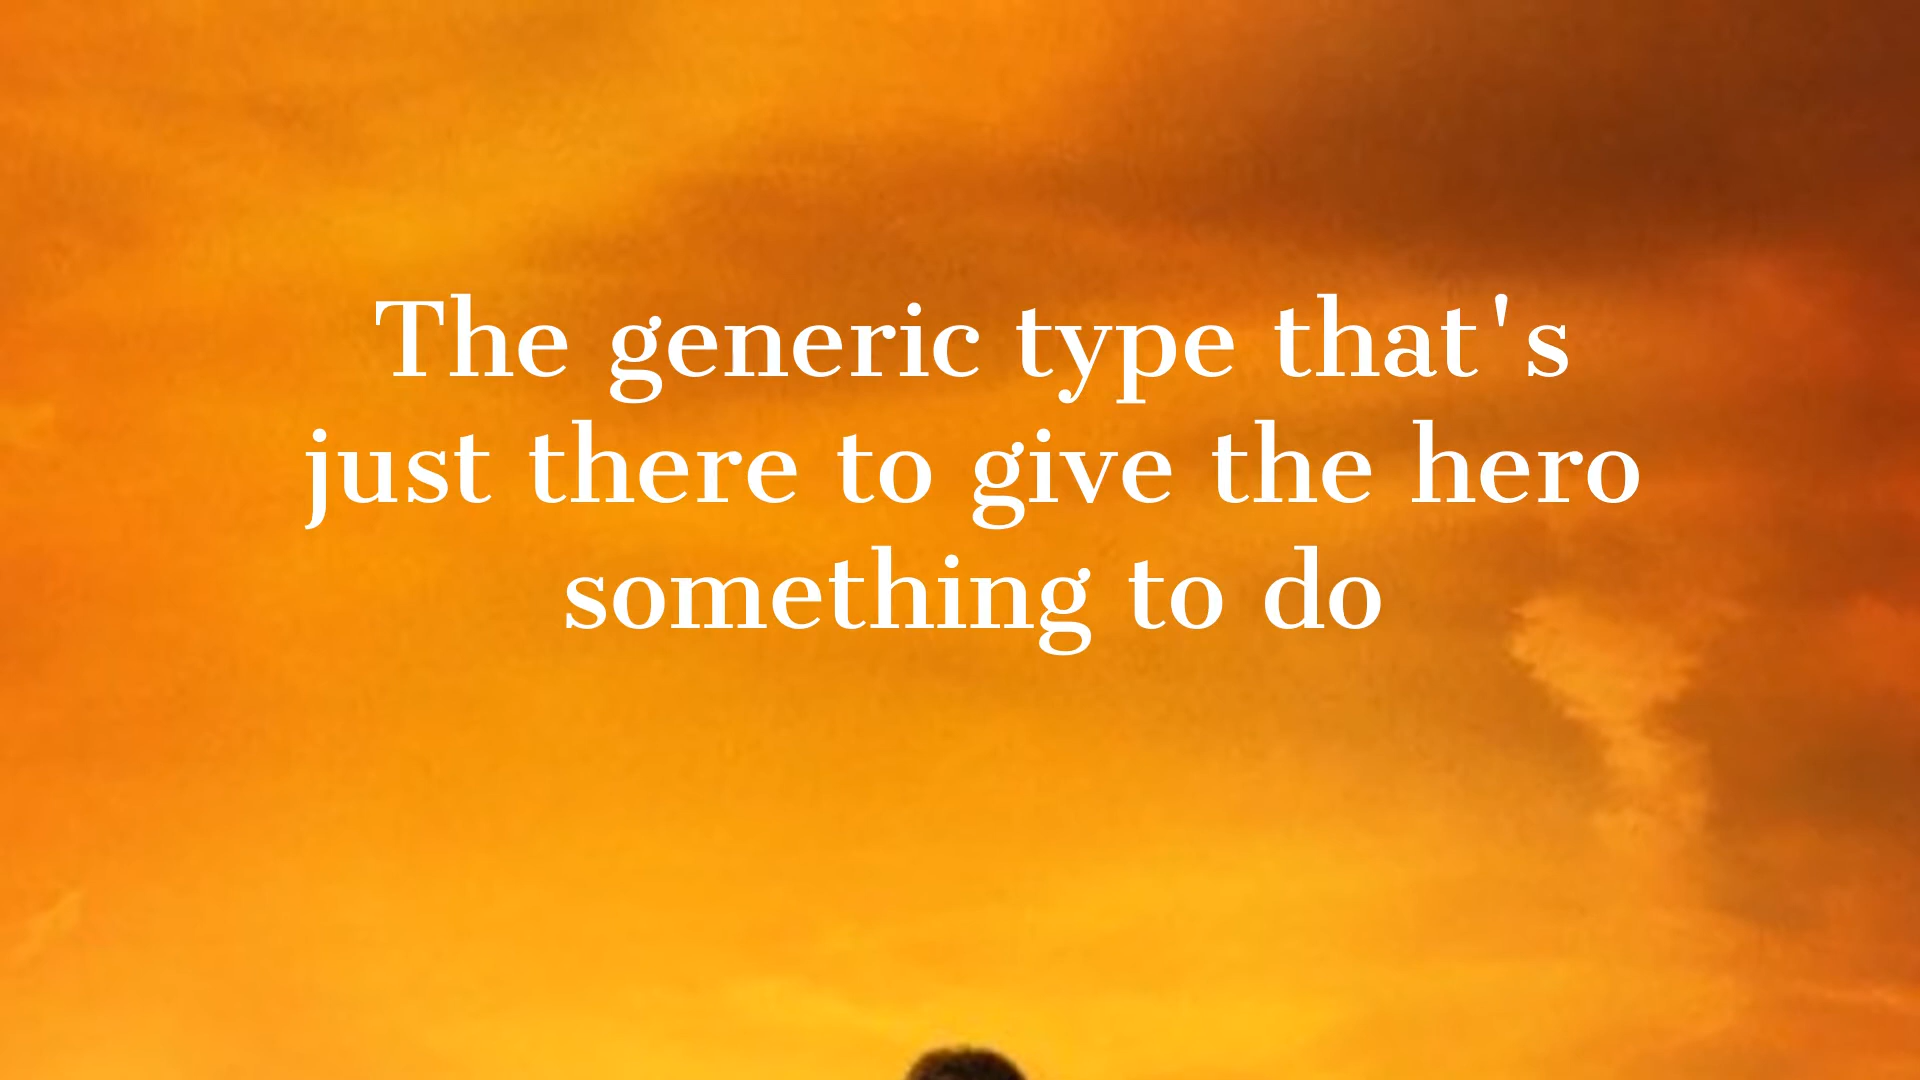 The generic type that's
just there to give the hero
something to do